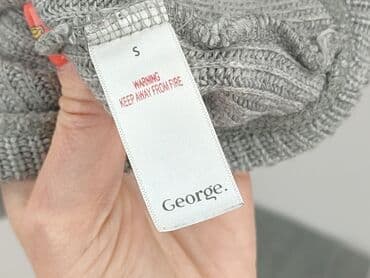 S
WARNING
KEEP AWAY FROM FIRE
George.